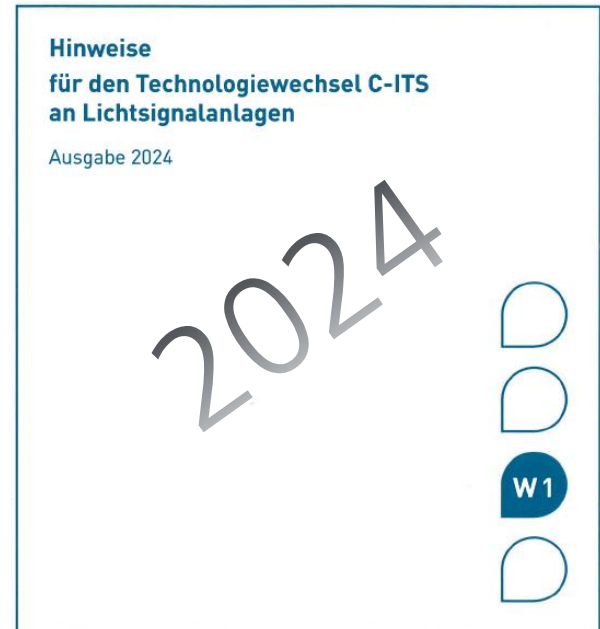 Hinweise
für den Technologiewechsel C-ITS
an Lichtsignalanlagen
Ausgabe 2024
2024
W 1